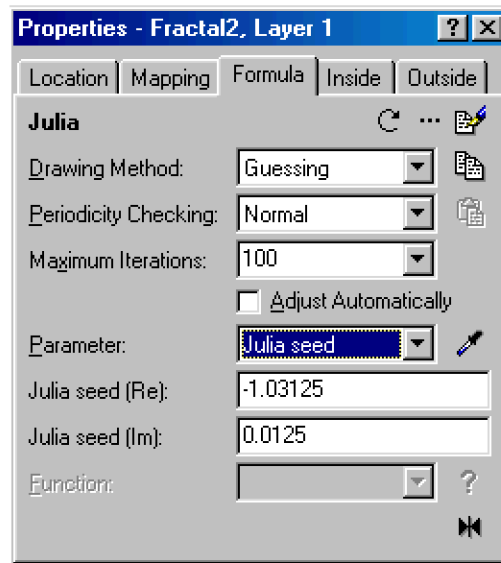 Properties - Fractal2, Layer 1 ? X
Location Mapping Formula Inside Outside
Julia ...
Drawing Method: Guessing
Periodicity Checking: Normal
Maximum Iterations: 100
Adjust Automatically
Parameter: Julia seed
Julia seed (Re): -1.03125
Julia seed (Im): 0.0125
Function: ?